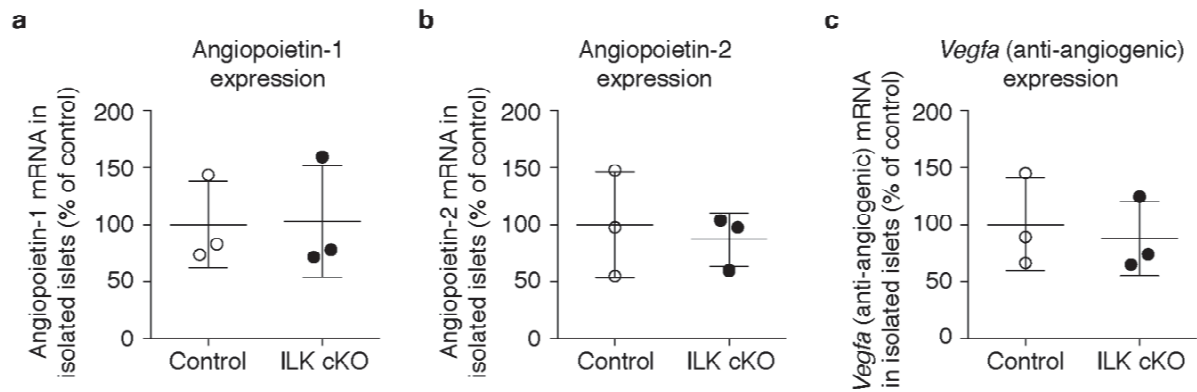 a
Angiopoietin-1
expression
Angiopoietin-1 mRNA in
isolated islets (% of control)
200
150
100
50
0
Control
ILK cKO
b
Angiopoietin-2
expression
Angiopoietin-2 mRNA in
isolated islets (% of control)
200
150
100
50
0
Control
ILK cKO
c
Vegfa (anti-angiogenic)
expression
Vegfa (anti-angiogenic) mRNA
in isolated islets (% of control)
200
150
100
50
0
Control
ILK cKO